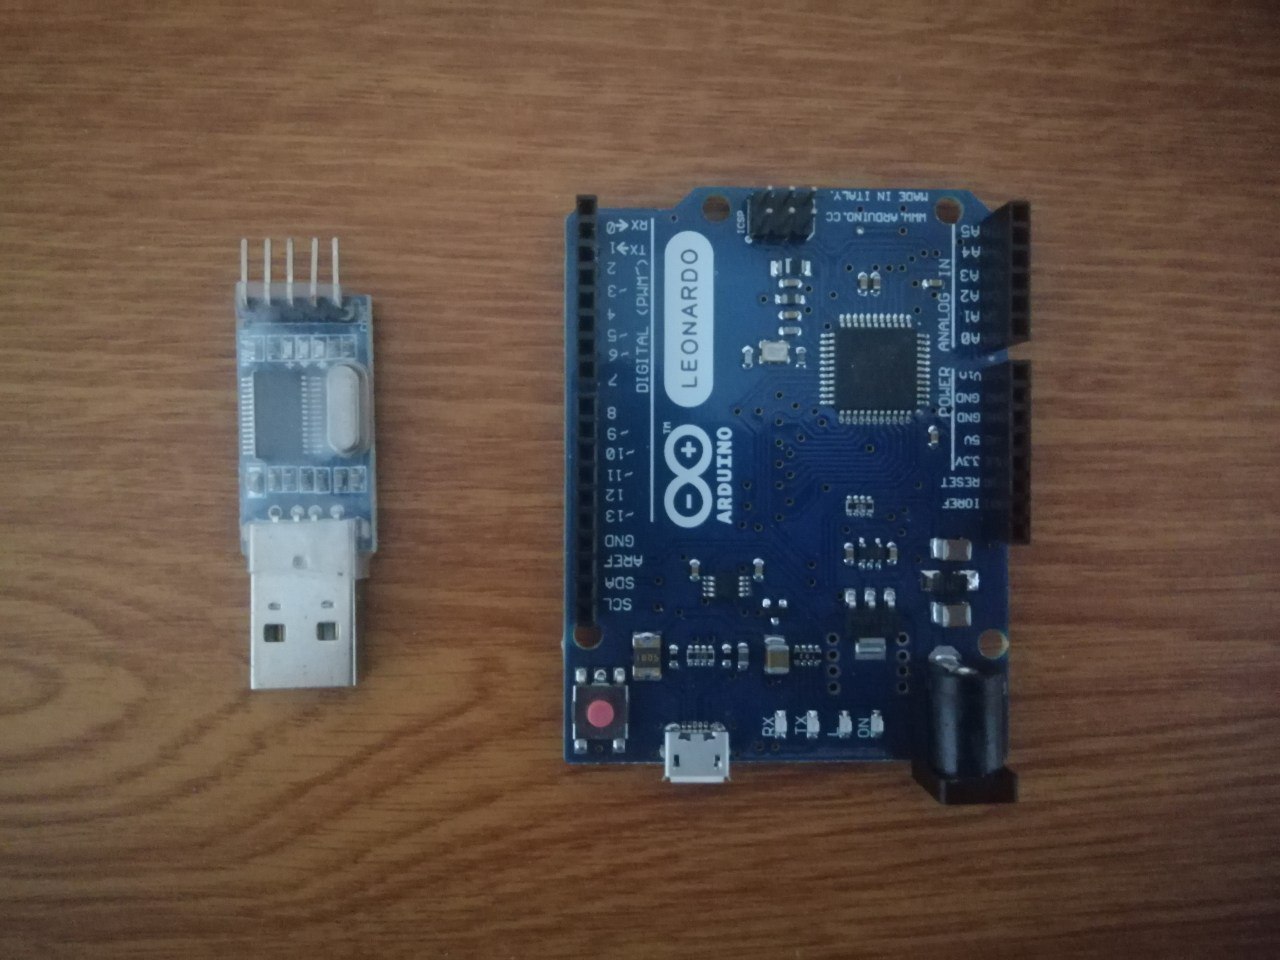 MADE IN ITALY.
WWW.ARDUINO.CC
ICSP
RX←0
TX→1
2
~3
4
~5
~6
7
8
~9
~10
~11
12
~13
GND
AREF
SDA
SCL
DIGITAL (PWM~)
LEONARDO
TM
ARDUINO
ANALOG IN
A5
A4
A3
A2
A1
A0
POWER
Vin
GND
GND
5V
3.3V
RESET
IOREF
RX
TX
L
ON